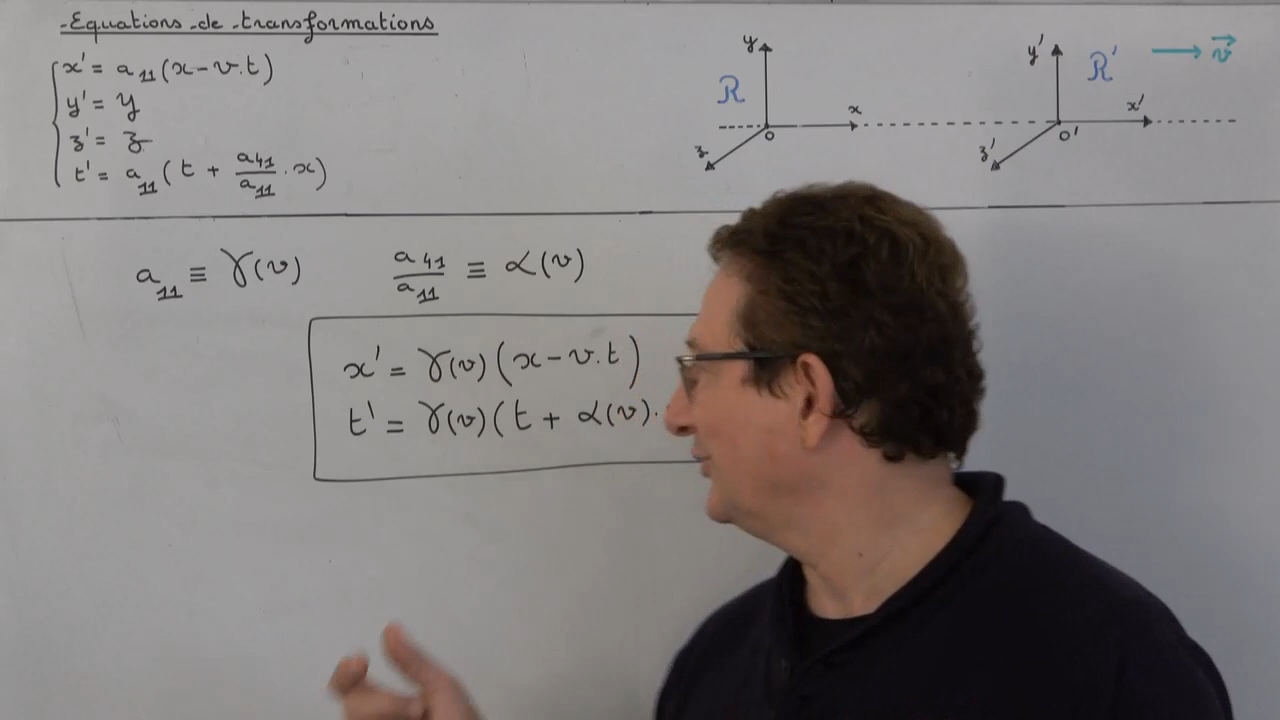 Equations de transformations
x' = a₁₁(x - v.t)
y' = y
z' = z
t' = a₁₁(t + a₄₁/a₁₁ . x)
y
R
x
z
O
y'
R'
v⃗
x'
z'
O'
a₁₁ ≡ γ(v)
a₄₁/a₁₁ ≡ α(v)
x' = γ(v)(x - v.t)
t' = γ(v)(t + α(v).